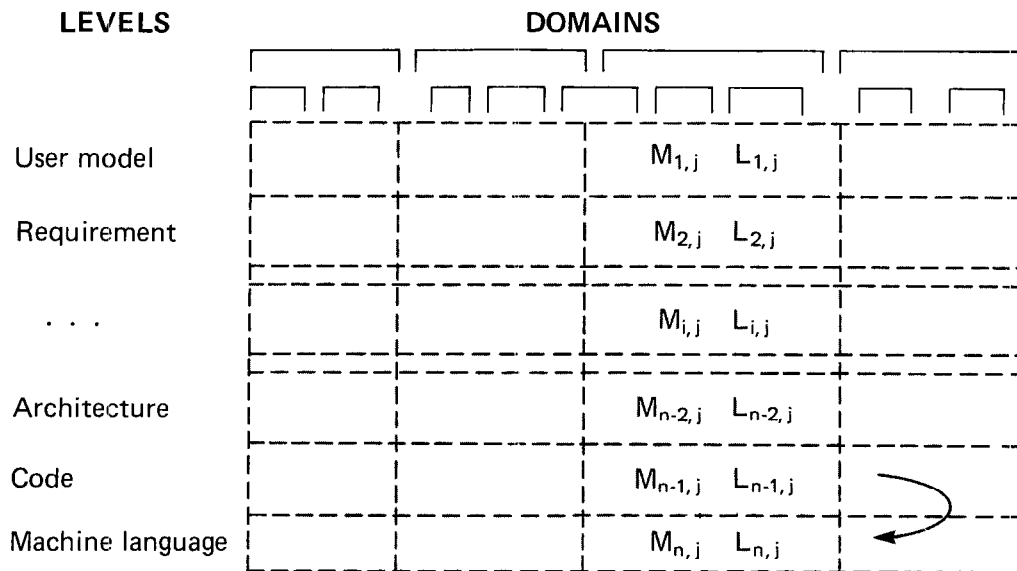 LEVELS DOMAINS
User model M1,j L1,j
Requirement M2,j L2,j
. . . Mi,j Li,j
Architecture Mn-2,j Ln-2,j
Code Mn-1,j Ln-1,j
Machine language Mn,j Ln,j